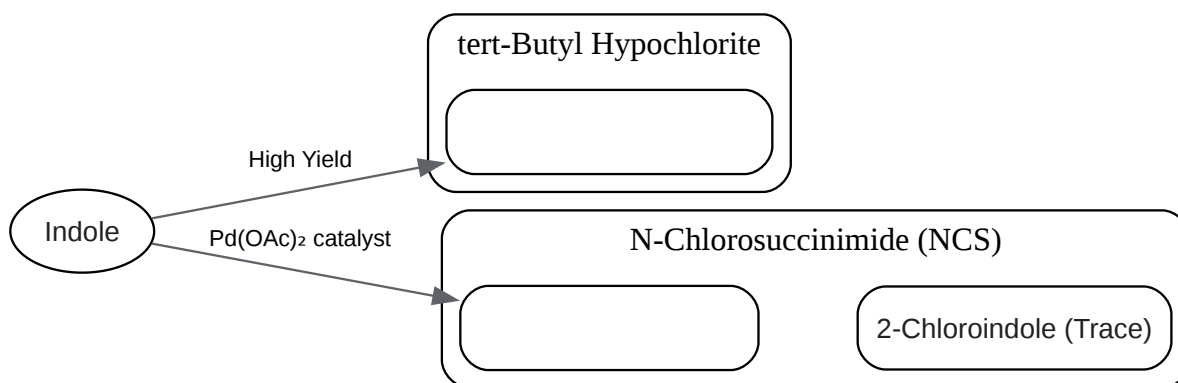 tert-Butyl Hypochlorite
High Yield
Indole
Pd(OAc)₂ catalyst
N-Chlorosuccinimide (NCS)
2-Chloroindole (Trace)